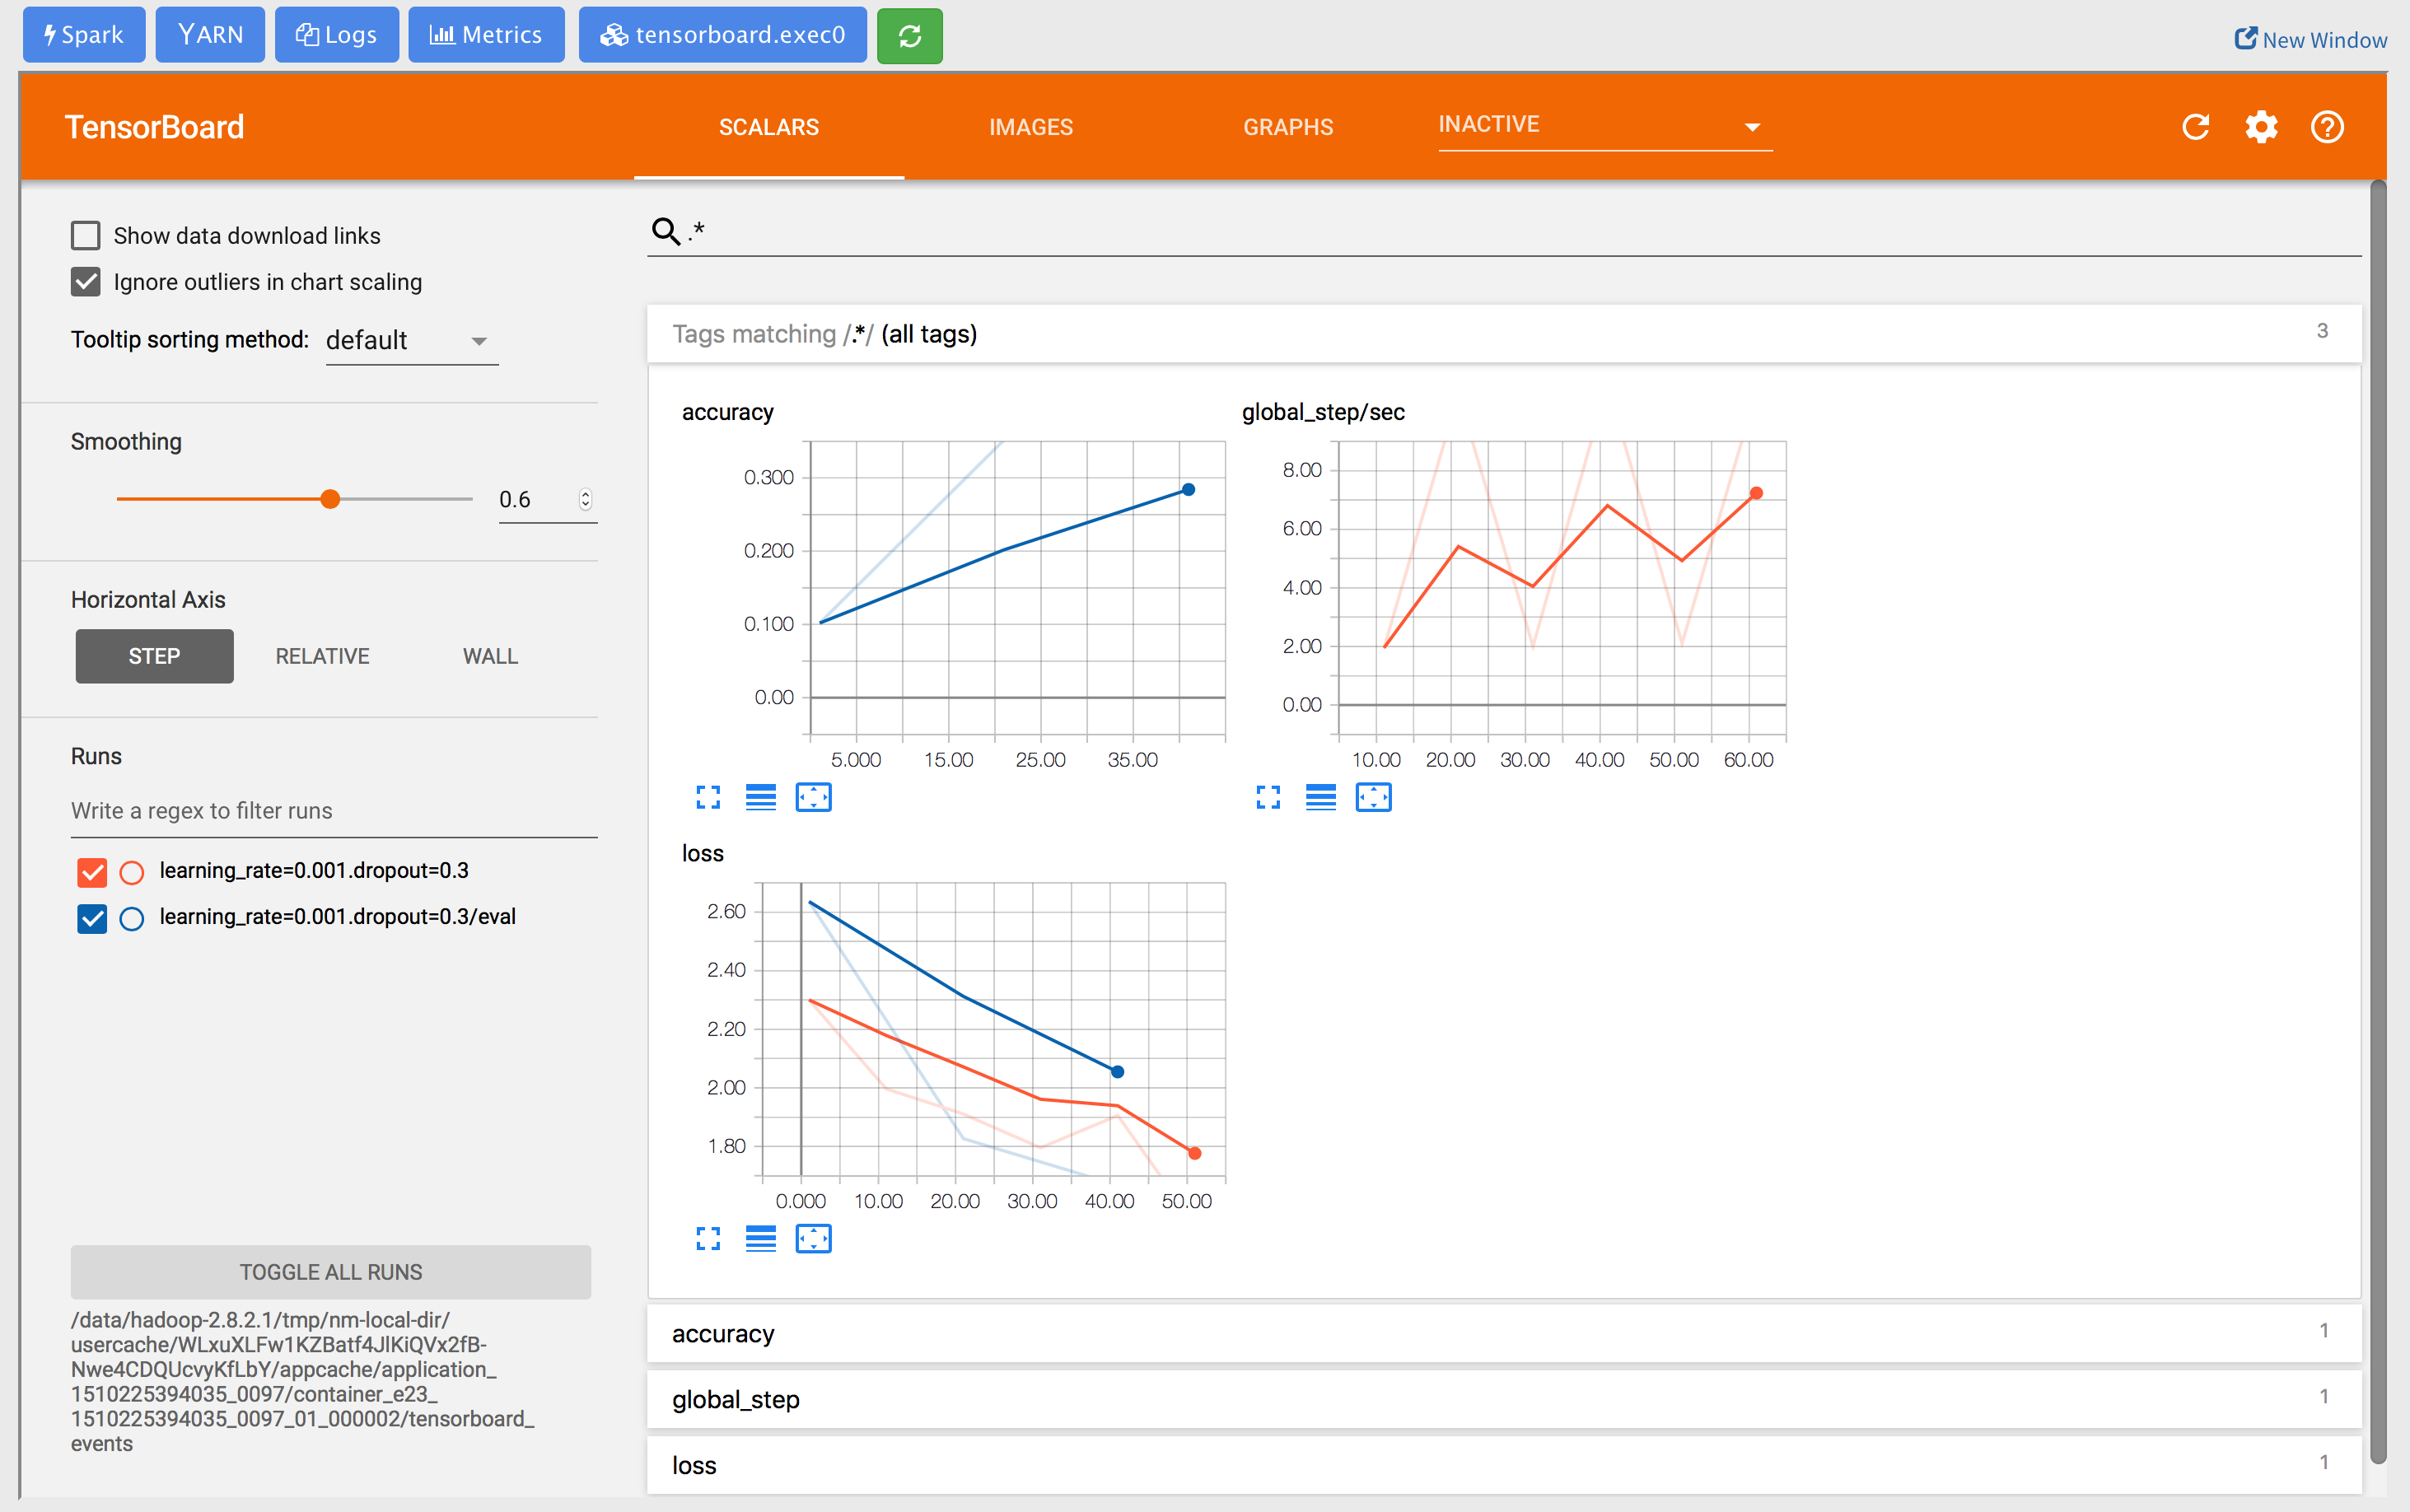 Spark YARN Logs Metrics tensorboard.exec0 New Window
TensorBoard SCALARS IMAGES GRAPHS INACTIVE
Show data download links
Ignore outliers in chart scaling
Tooltip sorting method: default
Smoothing
0.6
Horizontal Axis
STEP RELATIVE WALL
Runs
Write a regex to filter runs
learning_rate=0.001.dropout=0.3
learning_rate=0.001.dropout=0.3/eval
TOGGLE ALL RUNS
/data/hadoop-2.8.2.1/tmp/nm-local-dir/
usercache/WLxuXLFw1KZBatf4JlKiQVx2fB-
Nwe4CDQUcvyKfLbY/appcache/application_
1510225394035_0097/container_e23_
1510225394035_0097_01_000002/tensorboard_
events
.*
Tags matching /.*/ (all tags) 3
accuracy
0.300
0.200
0.100
0.00
5.000 15.00 25.00 35.00
global_step/sec
8.00
6.00
4.00
2.00
0.00
10.00 20.00 30.00 40.00 50.00 60.00
loss
2.60
2.40
2.20
2.00
1.80
0.000 10.00 20.00 30.00 40.00 50.00
accuracy 1
global_step 1
loss 1